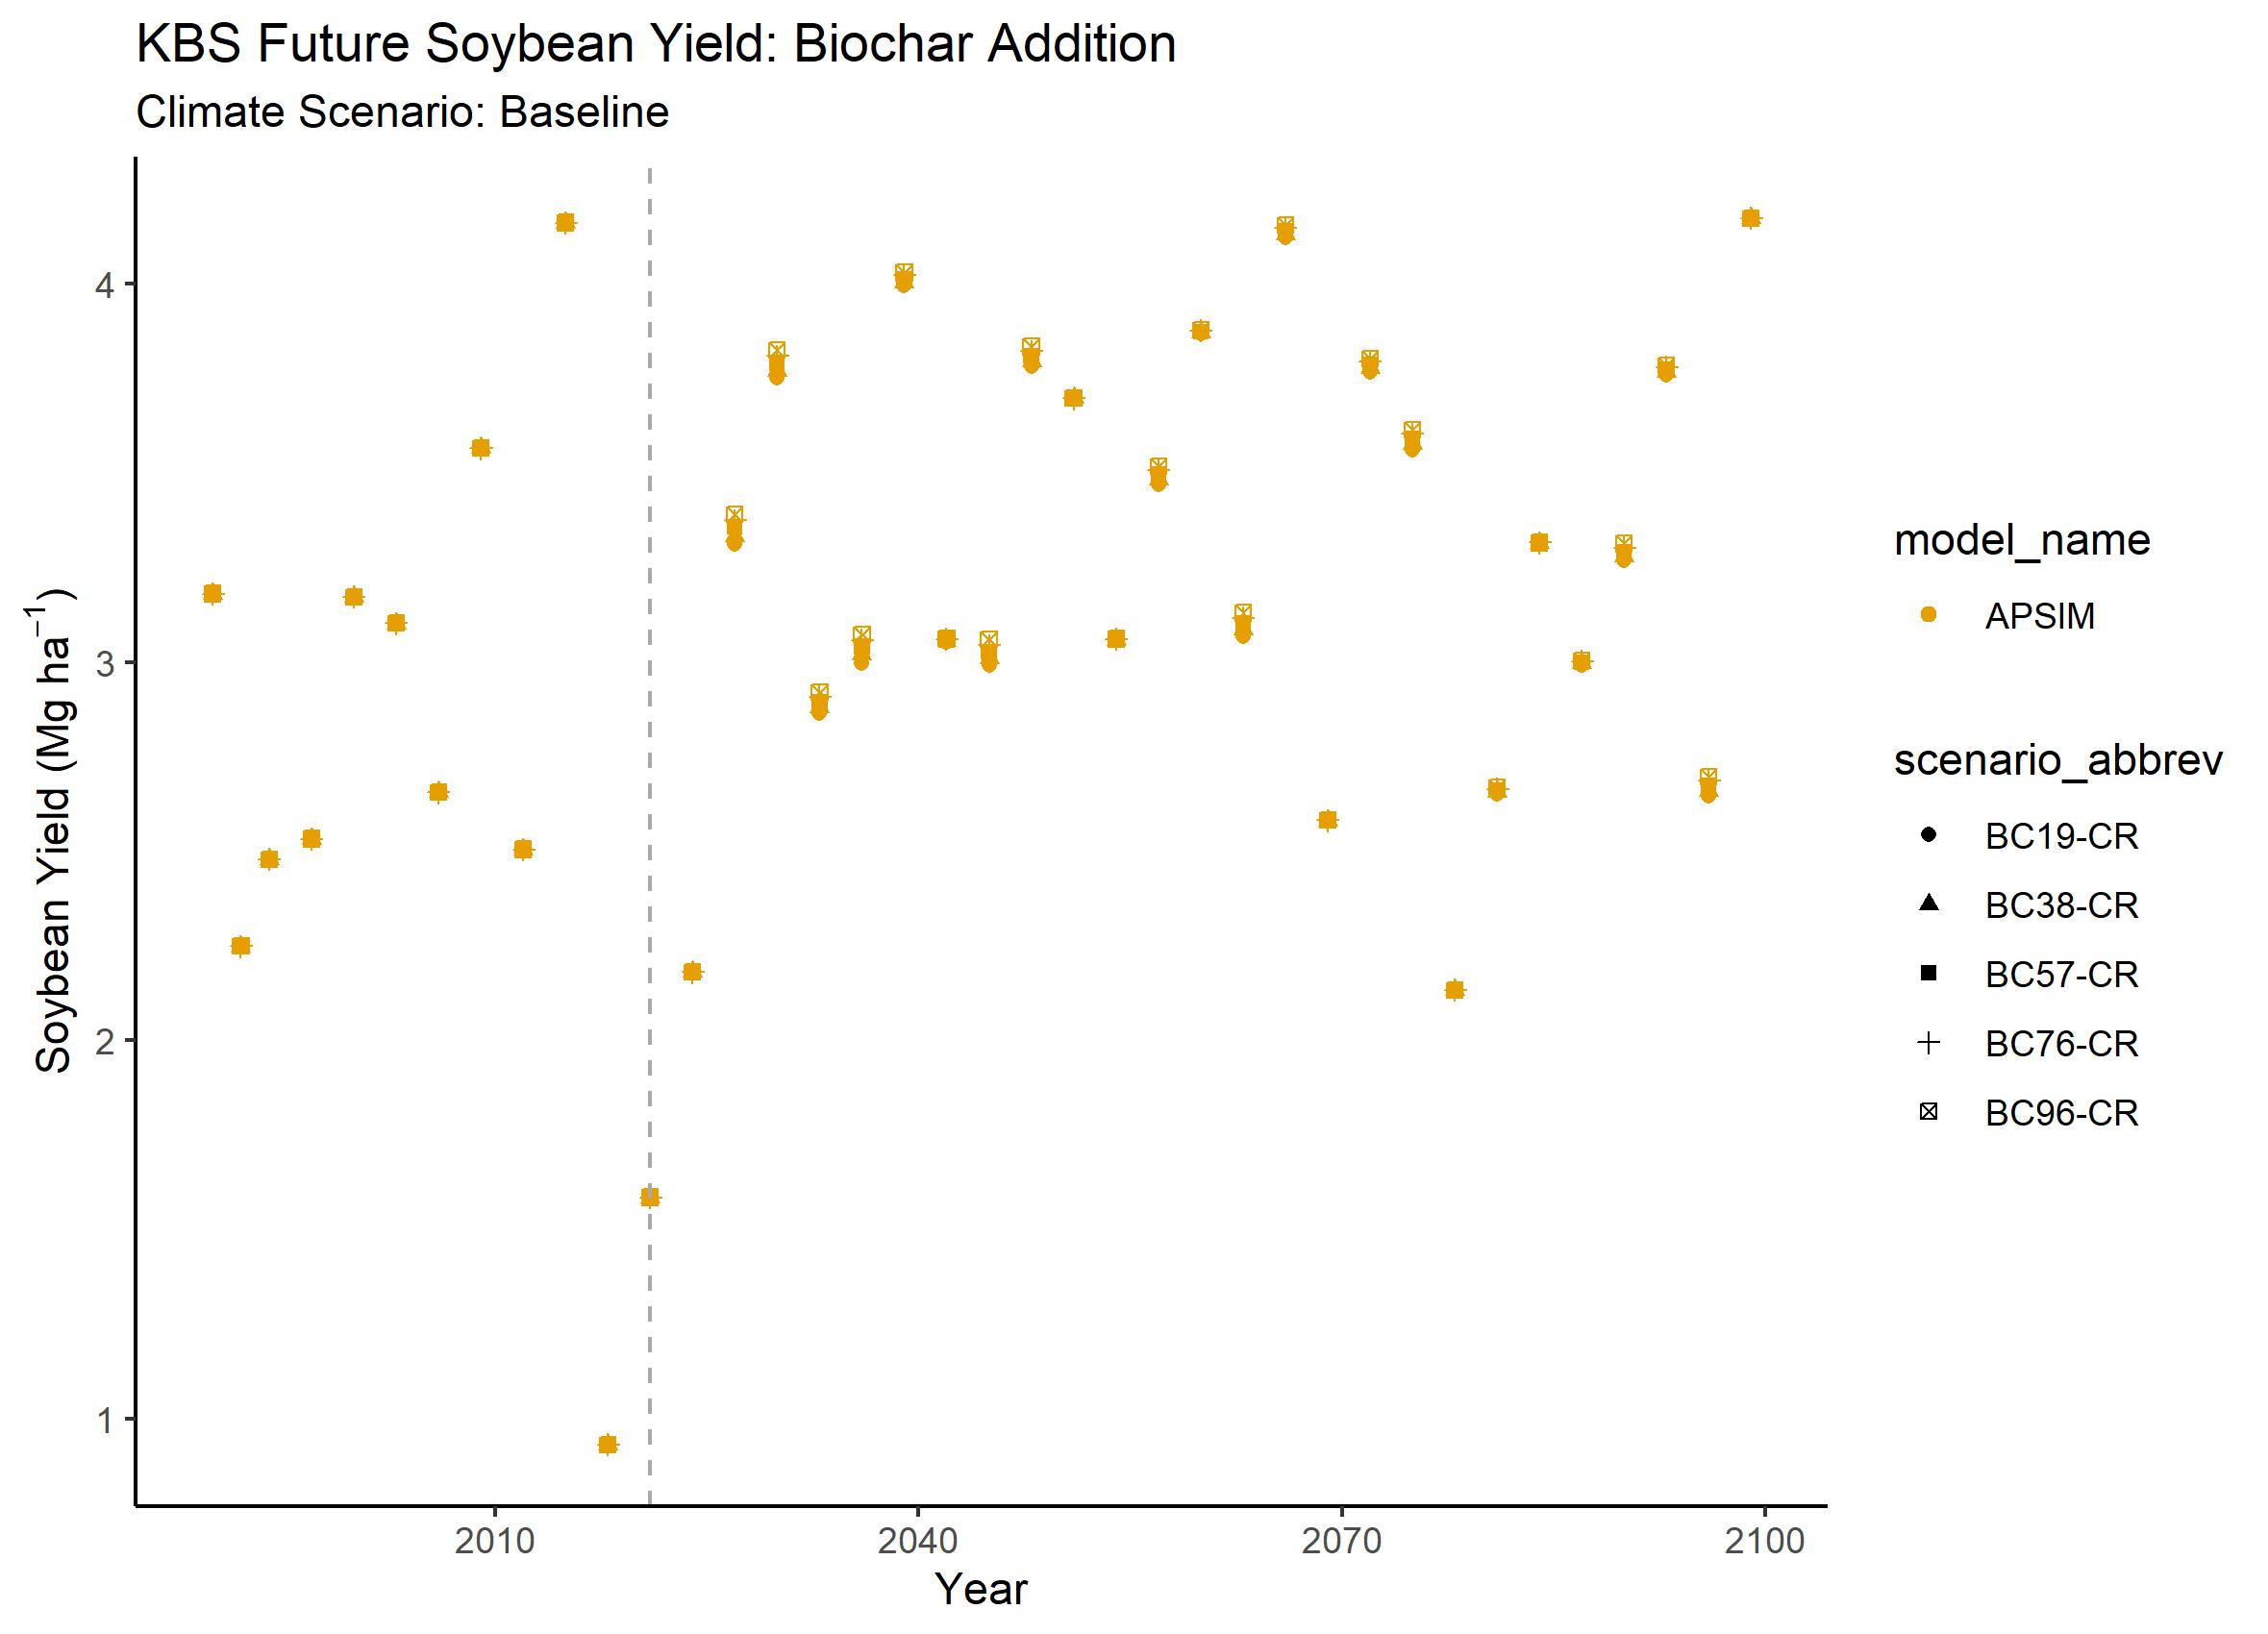 KBS Future Soybean Yield: Biochar Addition
Climate Scenario: Baseline
Soybean Yield (Mg ha⁻¹)
4
3
2
1
2010
2040
2070
2100
Year
model_name
APSIM
scenario_abbrev
BC19-CR
BC38-CR
BC57-CR
BC76-CR
BC96-CR